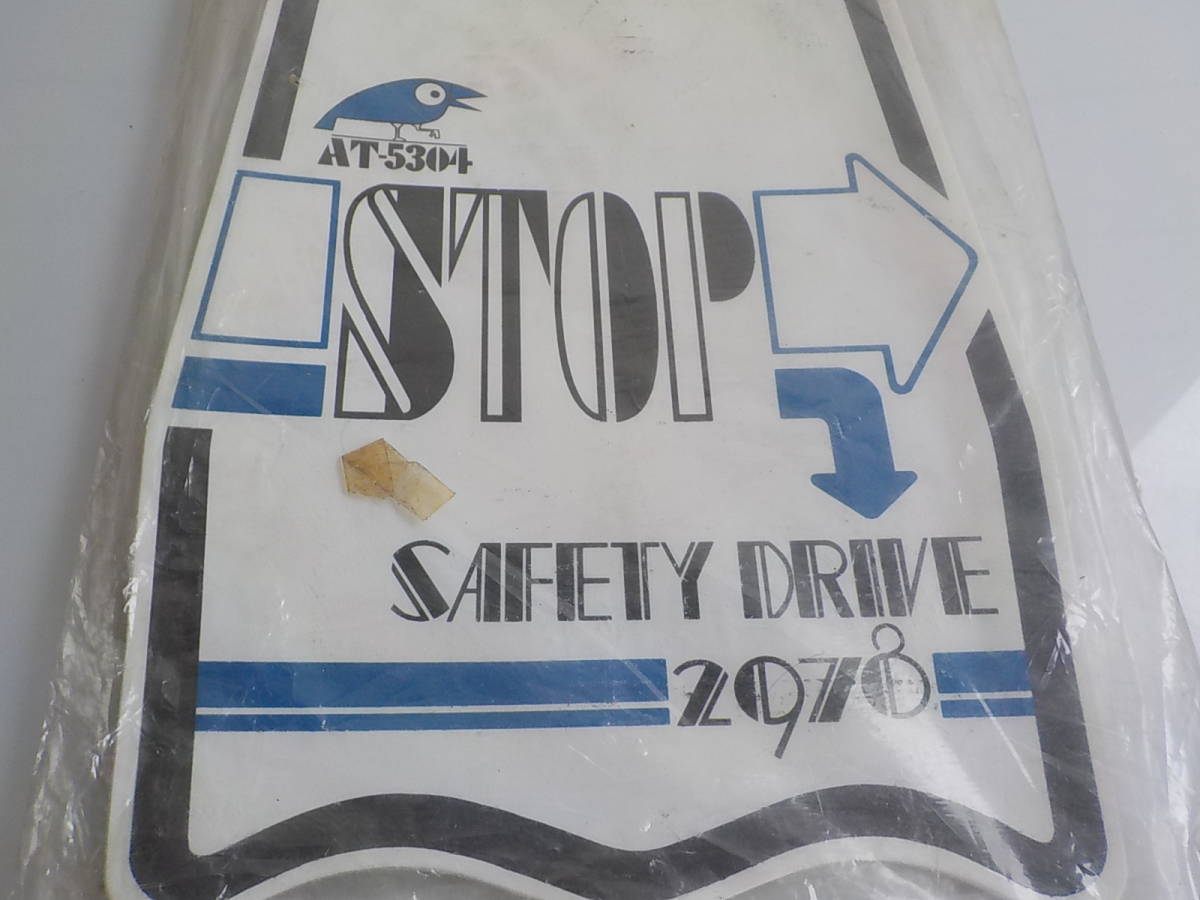 AT-5304
STOP
SAFETY DRIVE
2978